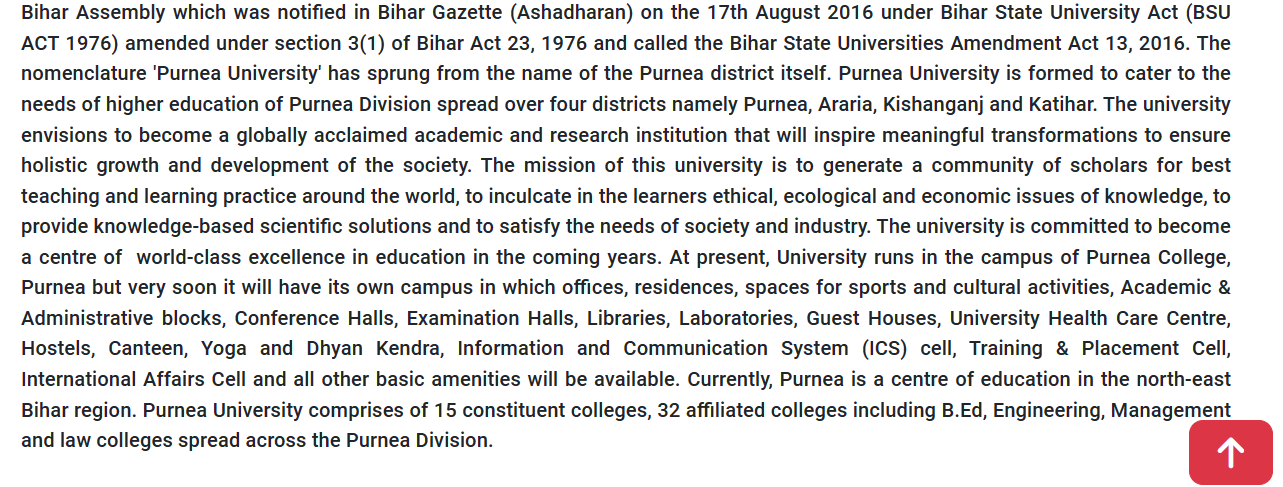 Bihar Assembly which was notified in Bihar Gazette (Ashadharan) on the 17th August 2016 under Bihar State University Act (BSU
ACT 1976) amended under section 3(1) of Bihar Act 23, 1976 and called the Bihar State Universities Amendment Act 13, 2016. The
nomenclature 'Purnea University' has sprung from the name of the Purnea district itself. Purnea University is formed to cater to the
needs of higher education of Purnea Division spread over four districts namely Purnea, Araria, Kishanganj and Katihar. The university
envisions to become a globally acclaimed academic and research institution that will inspire meaningful transformations to ensure
holistic growth and development of the society. The mission of this university is to generate a community of scholars for best
teaching and learning practice around the world, to inculcate in the learners ethical, ecological and economic issues of knowledge, to
provide knowledge-based scientific solutions and to satisfy the needs of society and industry. The university is committed to become
a centre of  world-class excellence in education in the coming years. At present, University runs in the campus of Purnea College,
Purnea but very soon it will have its own campus in which offices, residences, spaces for sports and cultural activities, Academic &
Administrative blocks, Conference Halls, Examination Halls, Libraries, Laboratories, Guest Houses, University Health Care Centre,
Hostels, Canteen, Yoga and Dhyan Kendra, Information and Communication System (ICS) cell, Training & Placement Cell,
International Affairs Cell and all other basic amenities will be available. Currently, Purnea is a centre of education in the north-east
Bihar region. Purnea University comprises of 15 constituent colleges, 32 affiliated colleges including B.Ed, Engineering, Management
and law colleges spread across the Purnea Division.